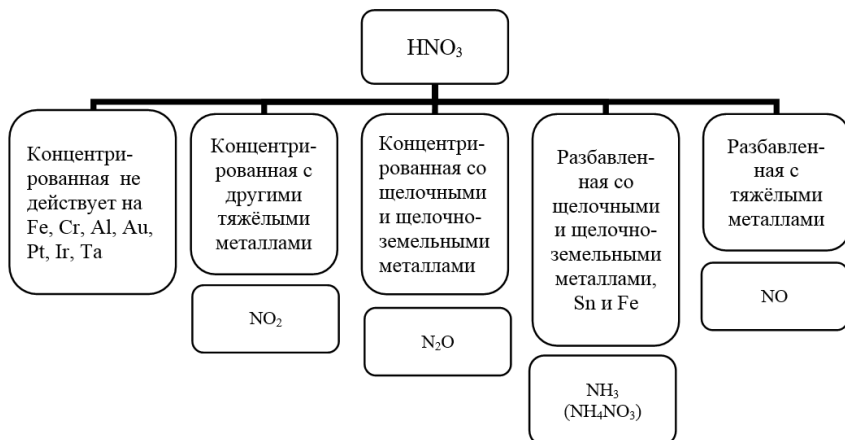 HNO₃
Концентри-
рованная не
действует на
Fe, Cr, Al, Au,
Pt, Ir, Ta
Концентри-
рованная с
другими
тяжёлыми
металлами
NO₂
Концентри-
рованная со
щелочными
и щелочно-
земельными
металлами
N₂O
Разбавлен-
ная со
щелочными
и щелочно-
земельными
металлами,
Sn и Fe
NH₃
(NH₄NO₃)
Разбавлен-
ная с
тяжёлыми
металлами
NO